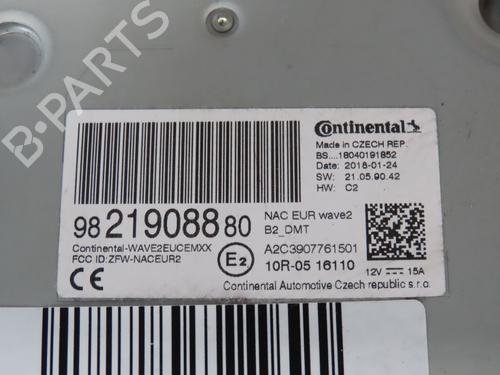 Continental
Made in CZECH REP.
BS....18040191852
Date: 2018-01-24
SW: 21.05.90.42
HW: C2
98 219088 80
NAC EUR wave2
B2_DMT
Continental-WAVE2EUCEMXX
FCC ID:ZFW-NACEUR2
E2
A2C3907761501
10R-05 16110
12V 15A
CE
Continental Automotive Czech republic s.r.o.
B-PARTS